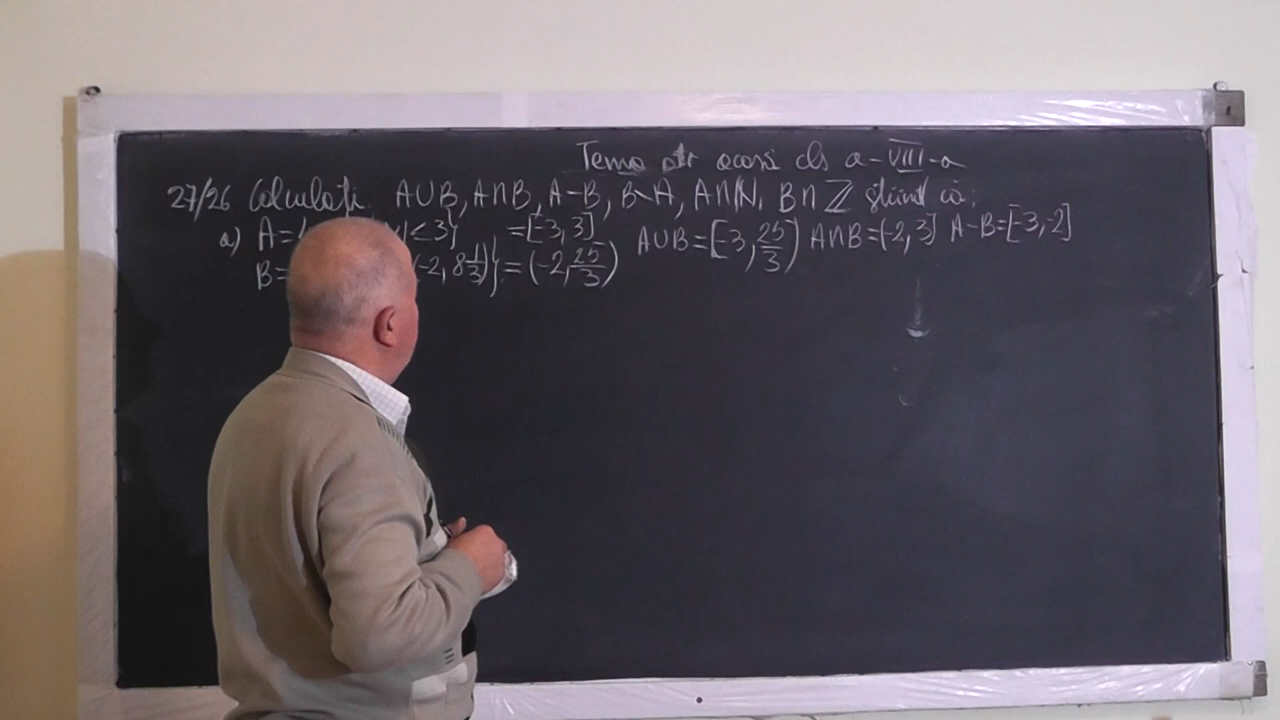 Tema ptr acasă cls a-VIII-a
27/26 Calculați A∪B, A∩B, A-B, B∖A, A∩ℕ, B∩ℤ știind că:
a) A={ |≤3} =[-3,3] A∪B=[-3,25/3) A∩B=(-2,3] A-B=[-3,-2]
B= (-2,8 1/3)}=(-2,25/3)